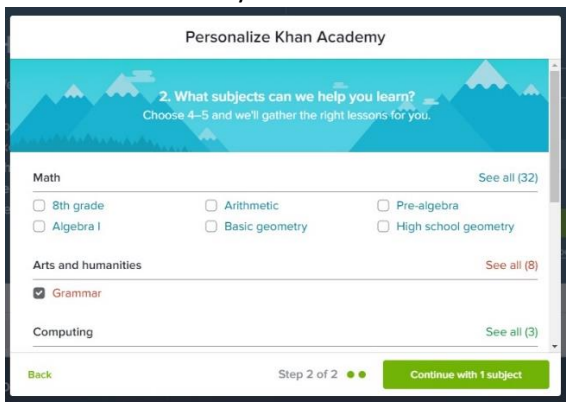 Personalize Khan Academy
2. What subjects can we help you learn?
Choose 4–5 and we'll gather the right lessons for you.
Math See all (32)
8th grade Arithmetic Pre-algebra
Algebra I Basic geometry High school geometry
Arts and humanities See all (8)
Grammar
Computing See all (3)
Back Step 2 of 2 Continue with 1 subject